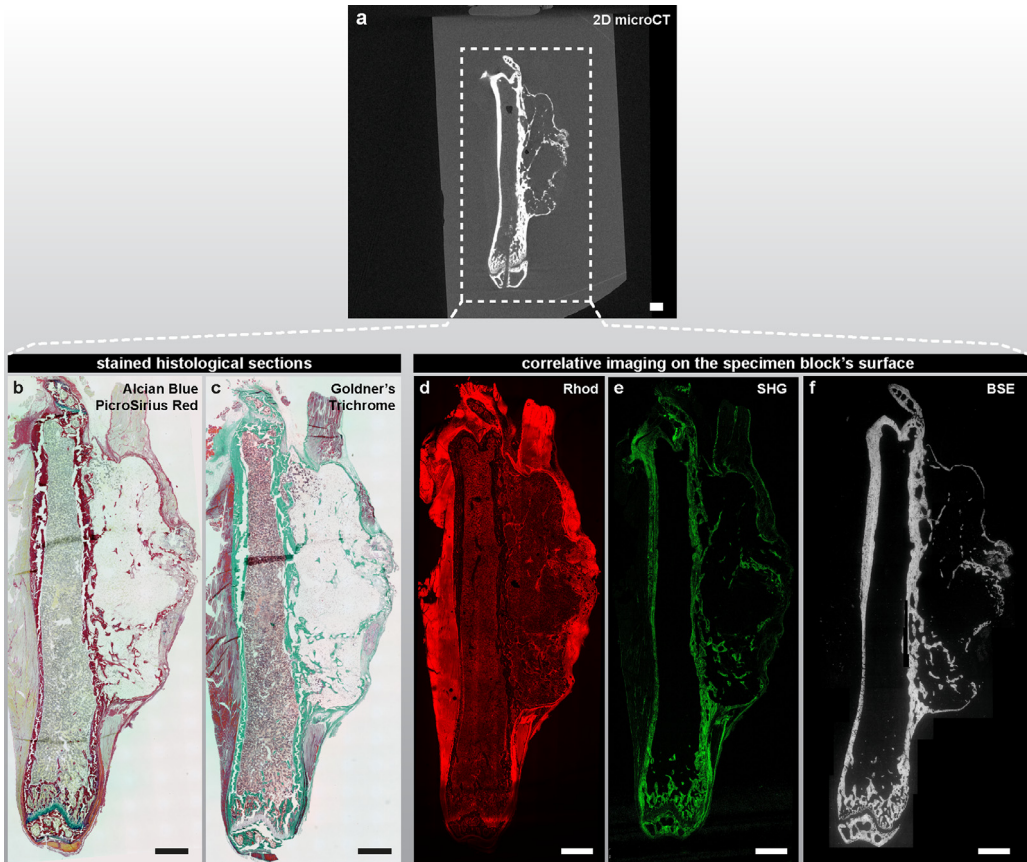 a
2D microCT
stained histological sections
correlative imaging on the specimen block's surface
b
Alcian Blue
PicroSirius Red
c
Goldner's
Trichrome
d
Rhod
e
SHG
f
BSE